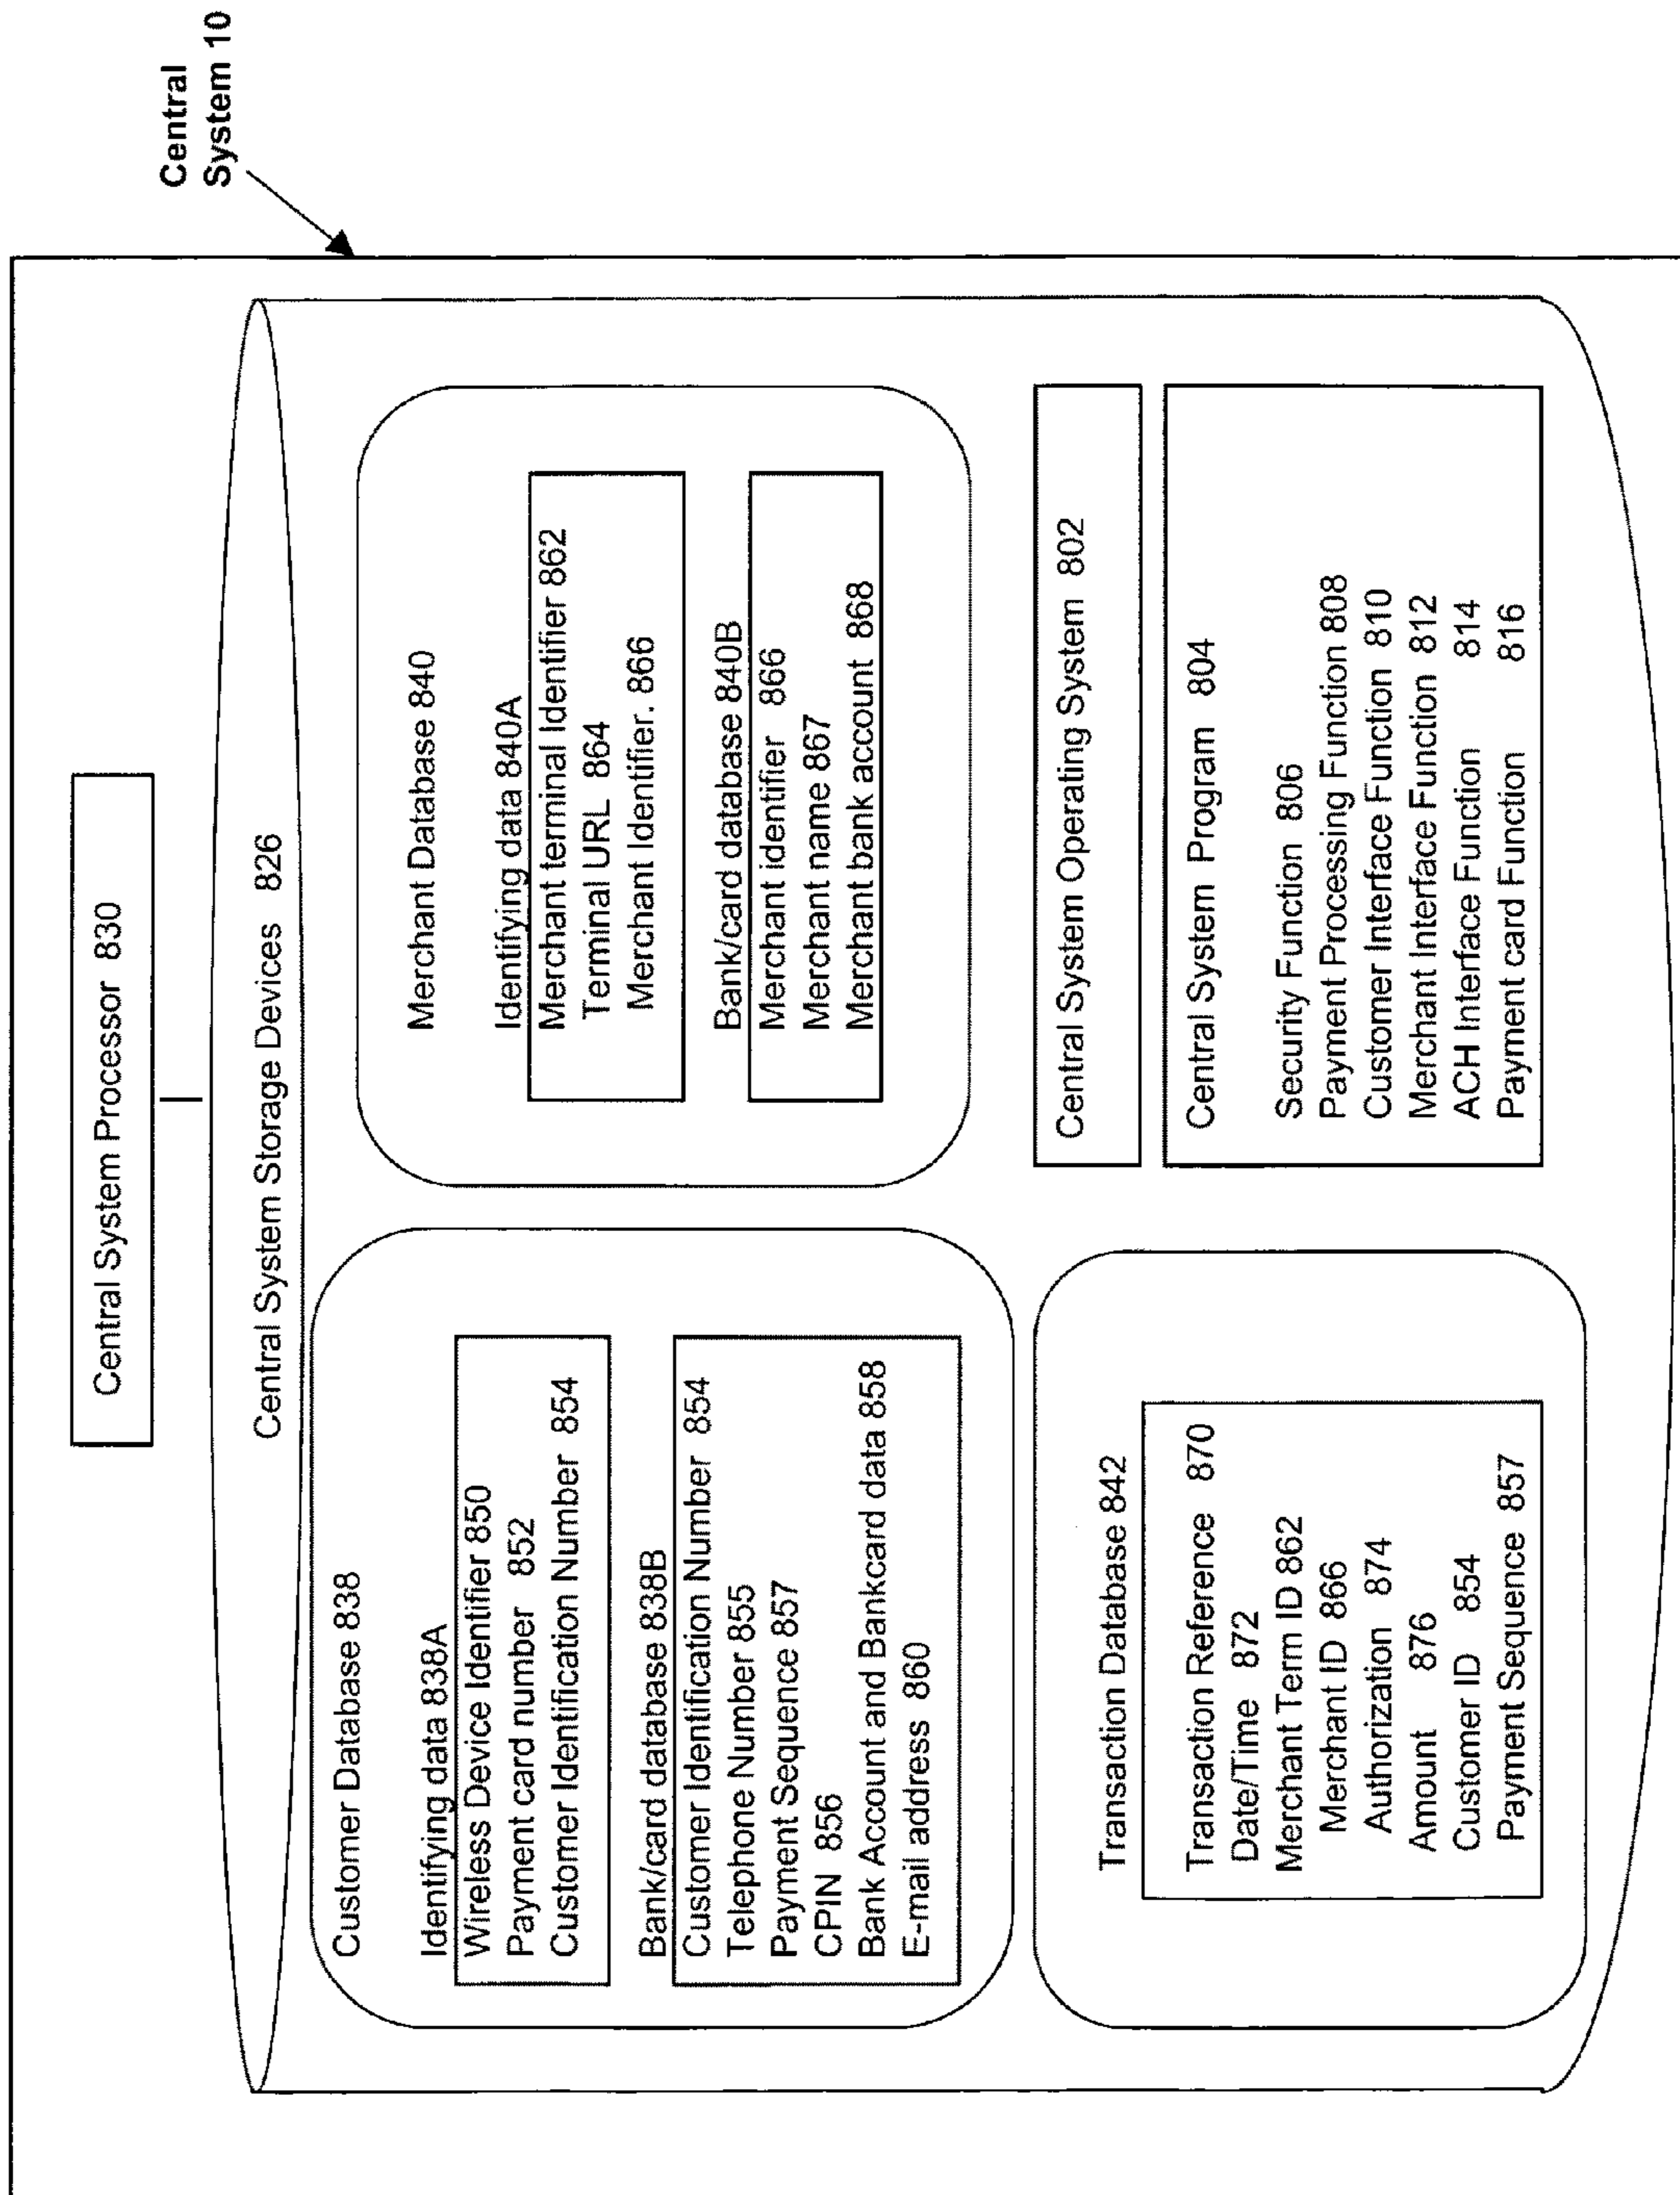 Central
System 10
Central System Processor 830
Central System Storage Devices 826
Customer Database 838
Identifying data 838A
Wireless Device Identifier 850
Payment card number 852
Customer Identification Number 854
Bank/card database 838B
Customer Identification Number 854
Telephone Number 855
Payment Sequence 857
CPIN 856
Bank Account and Bankcard data 858
E-mail address 860
Merchant Database 840
Identifying data 840A
Merchant terminal Identifier 862
Terminal URL 864
Merchant Identifier. 866
Bank/card database 840B
Merchant identifier 866
Merchant name 867
Merchant bank account 868
Transaction Database 842
Transaction Reference 870
Date/Time 872
Merchant Term ID 862
Merchant ID 866
Authorization 874
Amount 876
Customer ID 854
Payment Sequence 857
Central System Operating System 802
Central System Program 804
Security Function 806
Payment Processing Function 808
Customer Interface Function 810
Merchant Interface Function 812
ACH Interface Function 814
Payment card Function 816